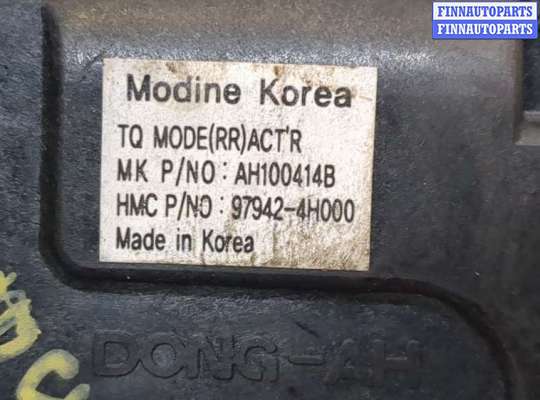 FINNAUTOPARTS
FINNAUTOPARTS
Modine Korea
TQ MODE(RR)ACT'R
MK P/NO : AH100414B
HMC P/NO : 97942-4H000
Made in Korea
DONG-AH